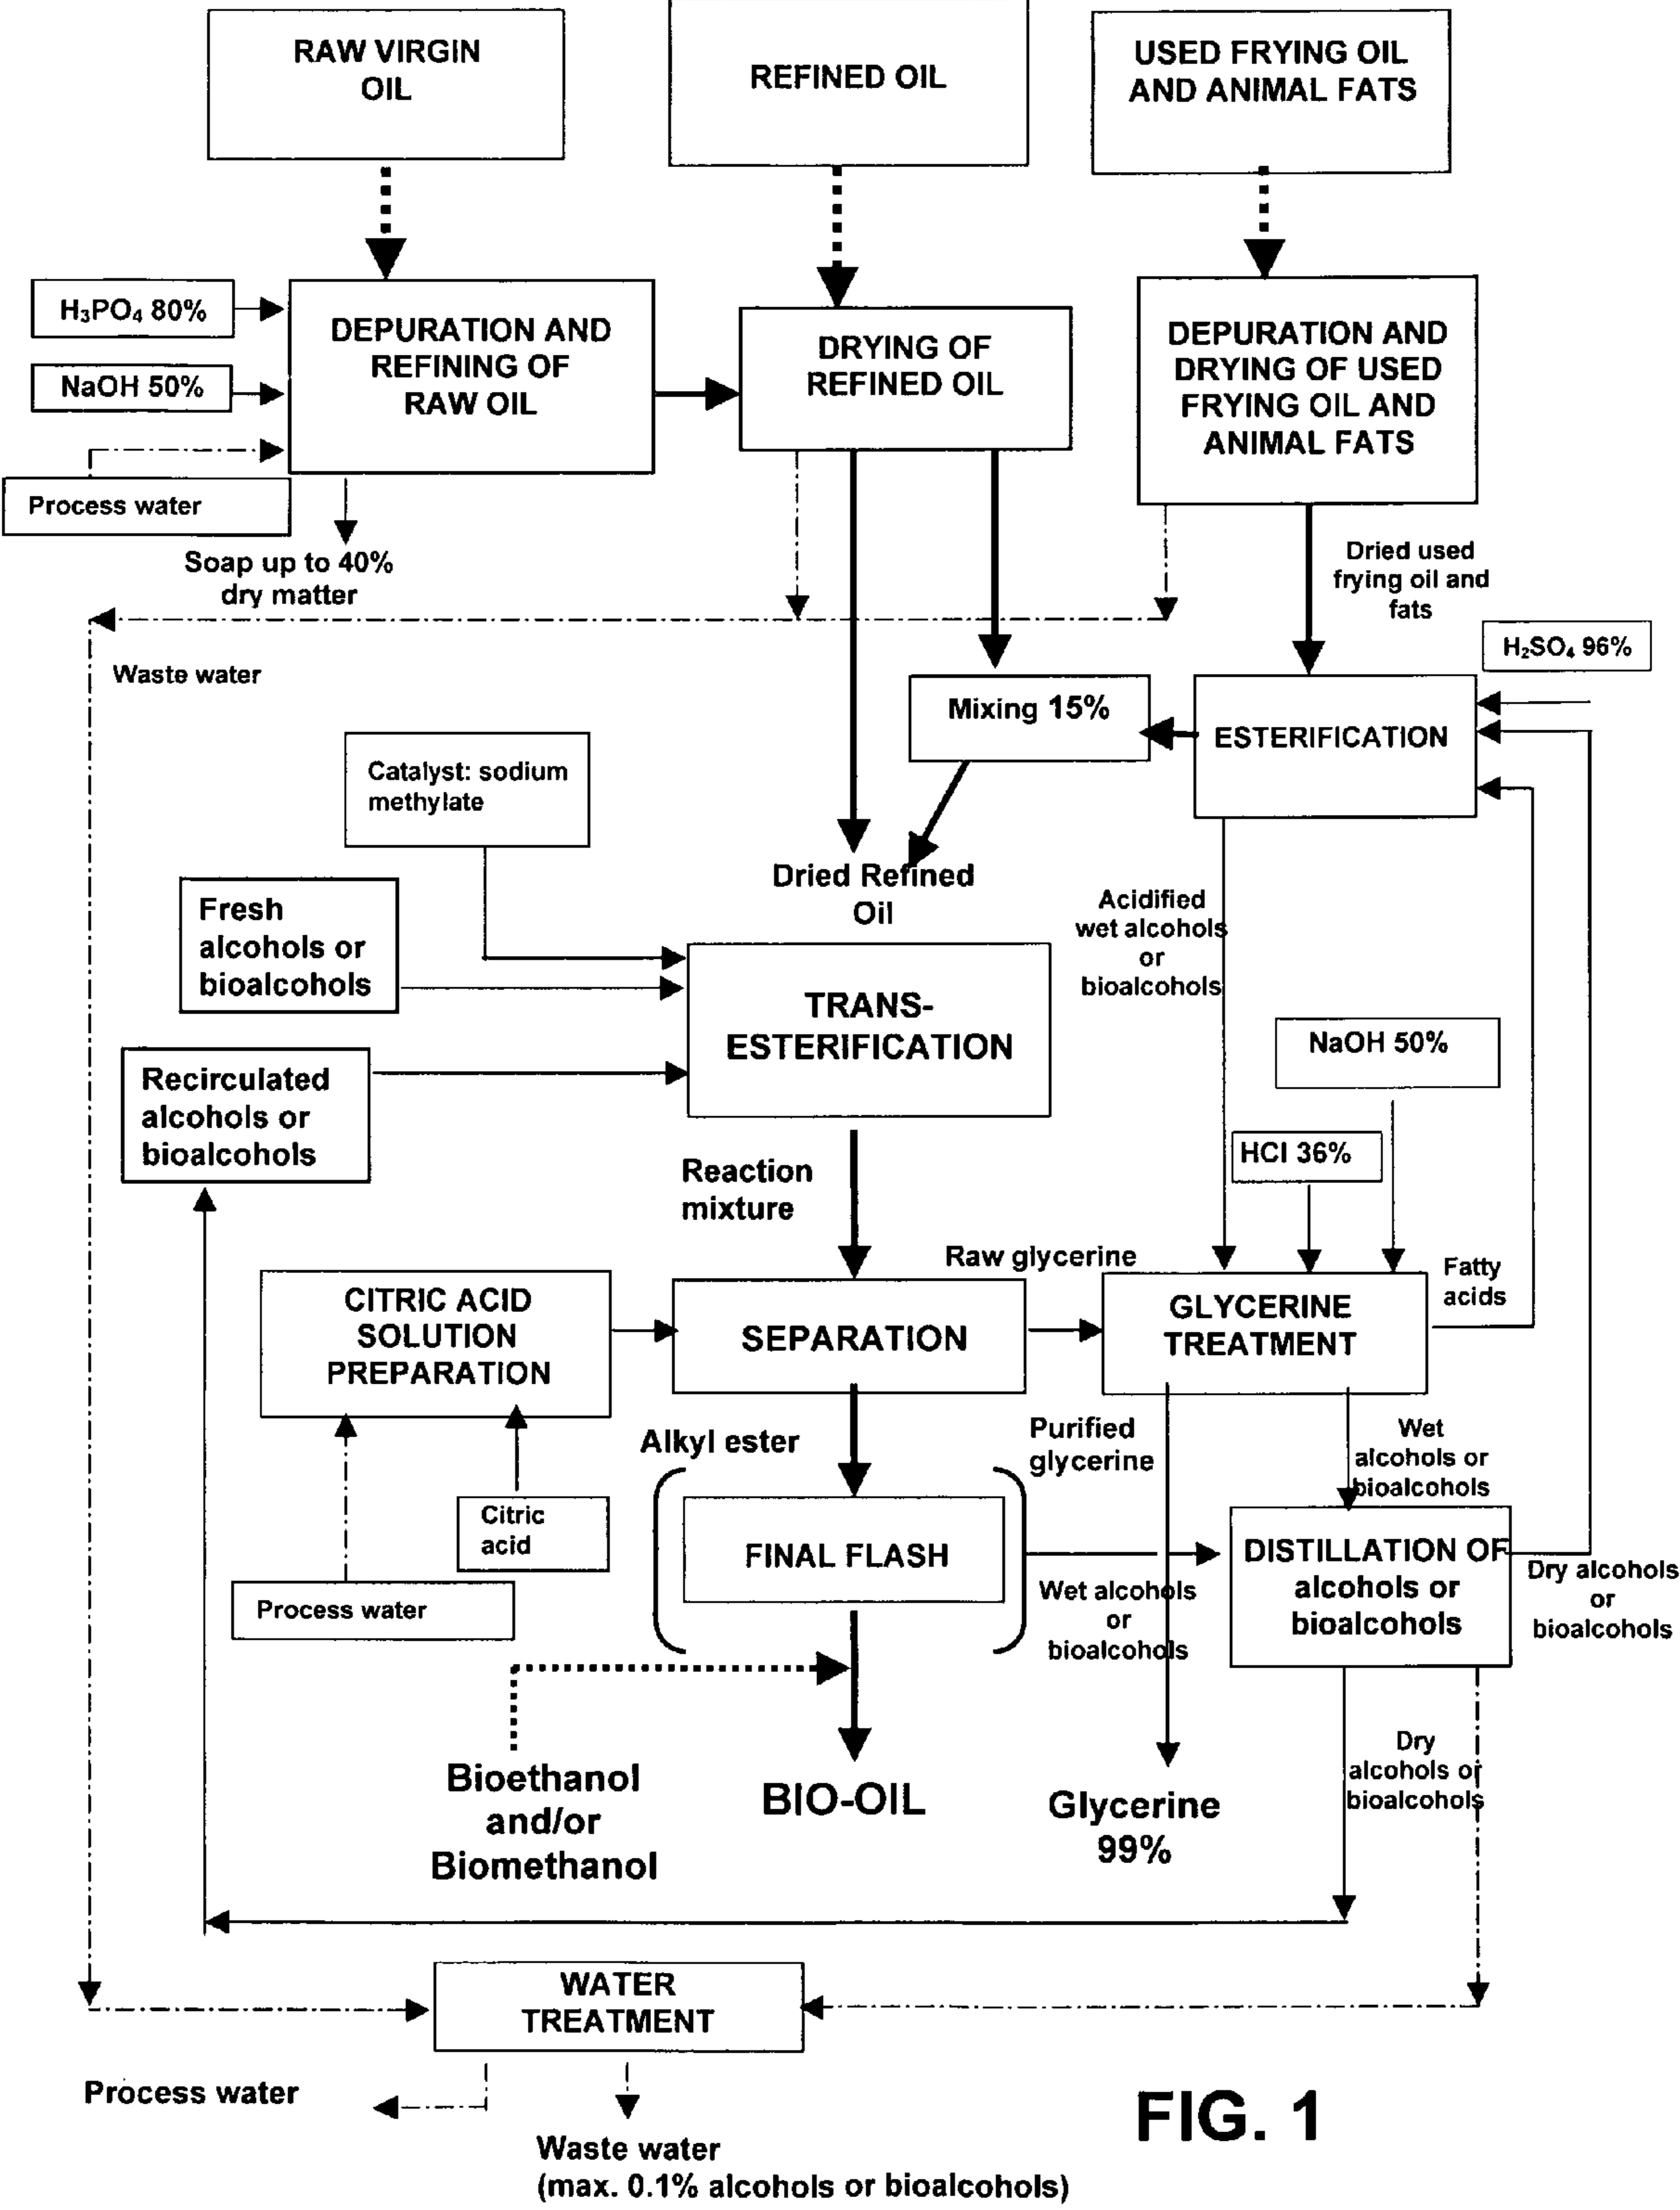 RAW VIRGIN
OIL
REFINED OIL
USED FRYING OIL
AND ANIMAL FATS
H₃PO₄ 80%
NaOH 50%
Process water
DEPURATION AND
REFINING OF
RAW OIL
DRYING OF
REFINED OIL
DEPURATION AND
DRYING OF USED
FRYING OIL AND
ANIMAL FATS
Soap up to 40%
dry matter
Dried used
frying oil and
fats
Waste water
H₂SO₄ 96%
Mixing 15%
ESTERIFICATION
Catalyst: sodium
methylate
Dried Refined
Oil
Fresh
alcohols or
bioalcohols
Acidified
wet alcohols
or
bioalcohols
TRANS-
ESTERIFICATION
Recirculated
alcohols or
bioalcohols
NaOH 50%
HCl 36%
Reaction
mixture
Raw glycerine
CITRIC ACID
SOLUTION
PREPARATION
SEPARATION
GLYCERINE
TREATMENT
Fatty
acids
Alkyl ester
Purified
glycerine
Wet
alcohols or
bioalcohols
Citric
acid
Process water
FINAL FLASH
Wet alcohols
or
bioalcohols
DISTILLATION OF
alcohols or
bioalcohols
Dry alcohols
or
bioalcohols
Bioethanol
and/or
Biomethanol
BIO-OIL
Glycerine
99%
Dry
alcohols or
bioalcohols
WATER
TREATMENT
Process water
Waste water
(max. 0.1% alcohols or bioalcohols)
FIG. 1